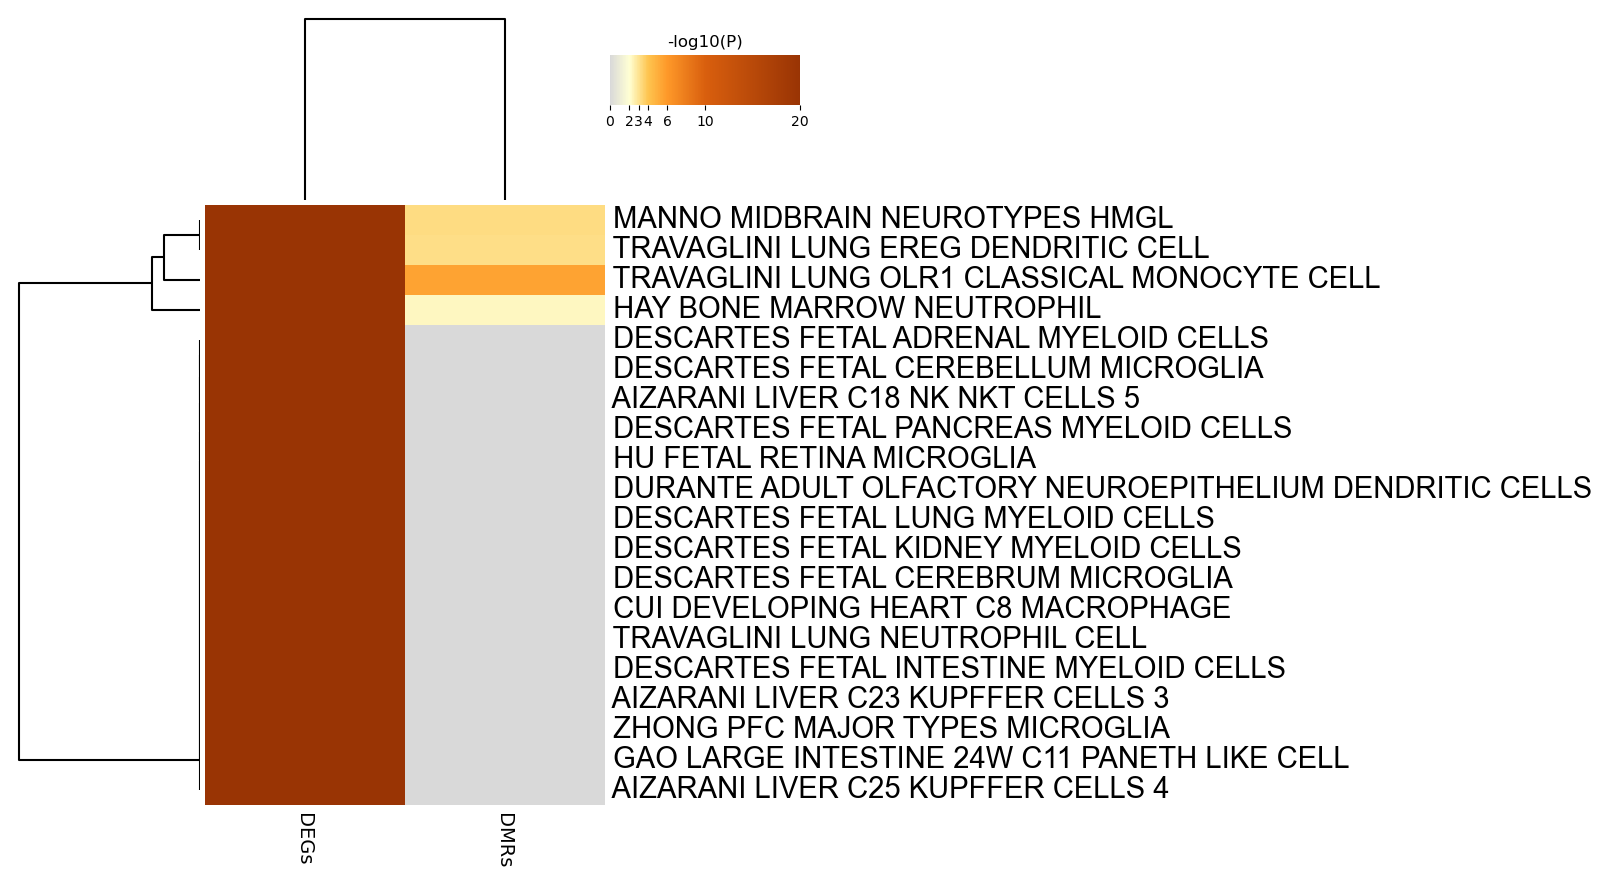 -log10(P)
0 2 3 4 6 10 20
MANNO MIDBRAIN NEUROTYPES HMGL
TRAVAGLINI LUNG EREG DENDRITIC CELL
TRAVAGLINI LUNG OLR1 CLASSICAL MONOCYTE CELL
HAY BONE MARROW NEUTROPHIL
DESCARTES FETAL ADRENAL MYELOID CELLS
DESCARTES FETAL CEREBELLUM MICROGLIA
AIZARANI LIVER C18 NK NKT CELLS 5
DESCARTES FETAL PANCREAS MYELOID CELLS
HU FETAL RETINA MICROGLIA
DURANTE ADULT OLFACTORY NEUROEPITHELIUM DENDRITIC CELLS
DESCARTES FETAL LUNG MYELOID CELLS
DESCARTES FETAL KIDNEY MYELOID CELLS
DESCARTES FETAL CEREBRUM MICROGLIA
CUI DEVELOPING HEART C8 MACROPHAGE
TRAVAGLINI LUNG NEUTROPHIL CELL
DESCARTES FETAL INTESTINE MYELOID CELLS
AIZARANI LIVER C23 KUPFFER CELLS 3
ZHONG PFC MAJOR TYPES MICROGLIA
GAO LARGE INTESTINE 24W C11 PANETH LIKE CELL
AIZARANI LIVER C25 KUPFFER CELLS 4
DEGs
DMRs